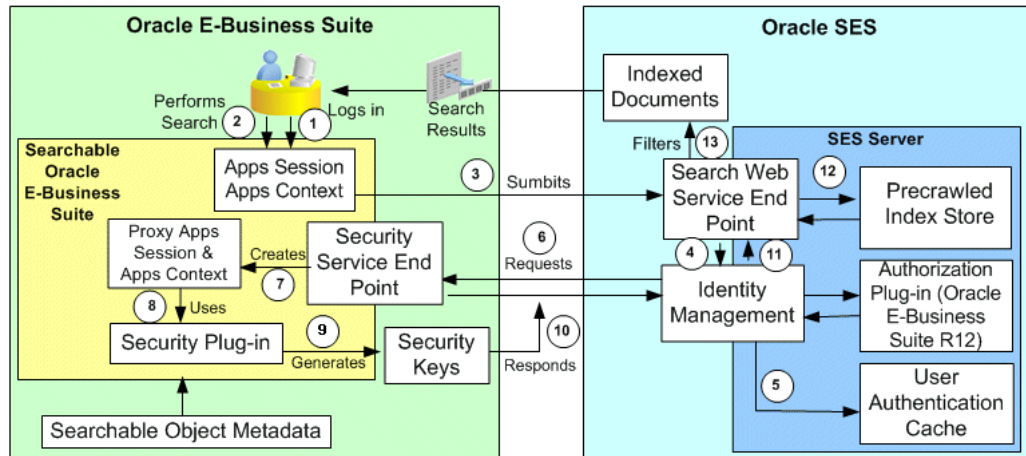 Oracle E-Business Suite
Performs
Search
2
1
Logs in
Search
Results
Searchable
Oracle
E-Business
Suite
Apps Session
Apps Context
3
Sumbits
Proxy Apps
Session &
Apps Context
Creates
7
Security
Service End
Point
6
Requests
8
Uses
Security Plug-in
9
Generates
Security
Keys
10
Responds
Searchable Object Metadata
Oracle SES
Indexed
Documents
Filters
13
SES Server
Search Web
Service End
Point
12
Precrawled
Index Store
4
11
Identity
Management
Authorization
Plug-in (Oracle
E-Business
Suite R12)
5
User
Authentication
Cache